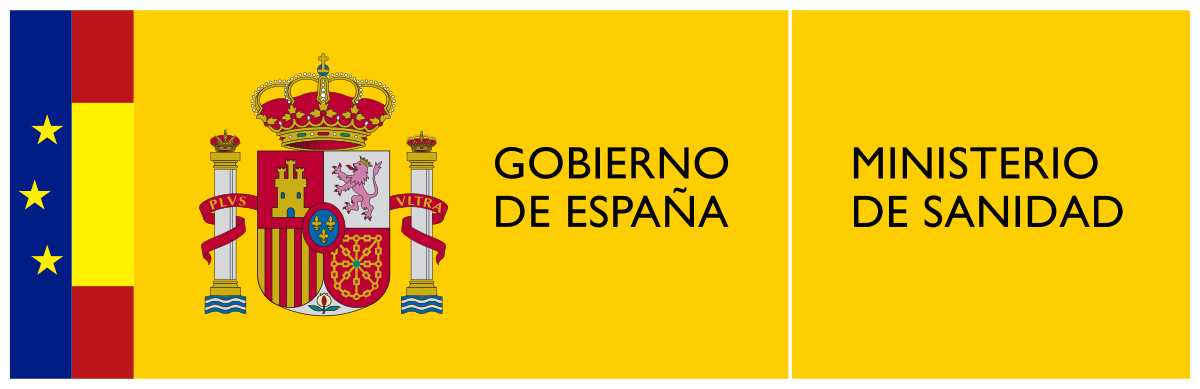 PLVS VLTRA
GOBIERNO
DE ESPAÑA
MINISTERIO
DE SANIDAD